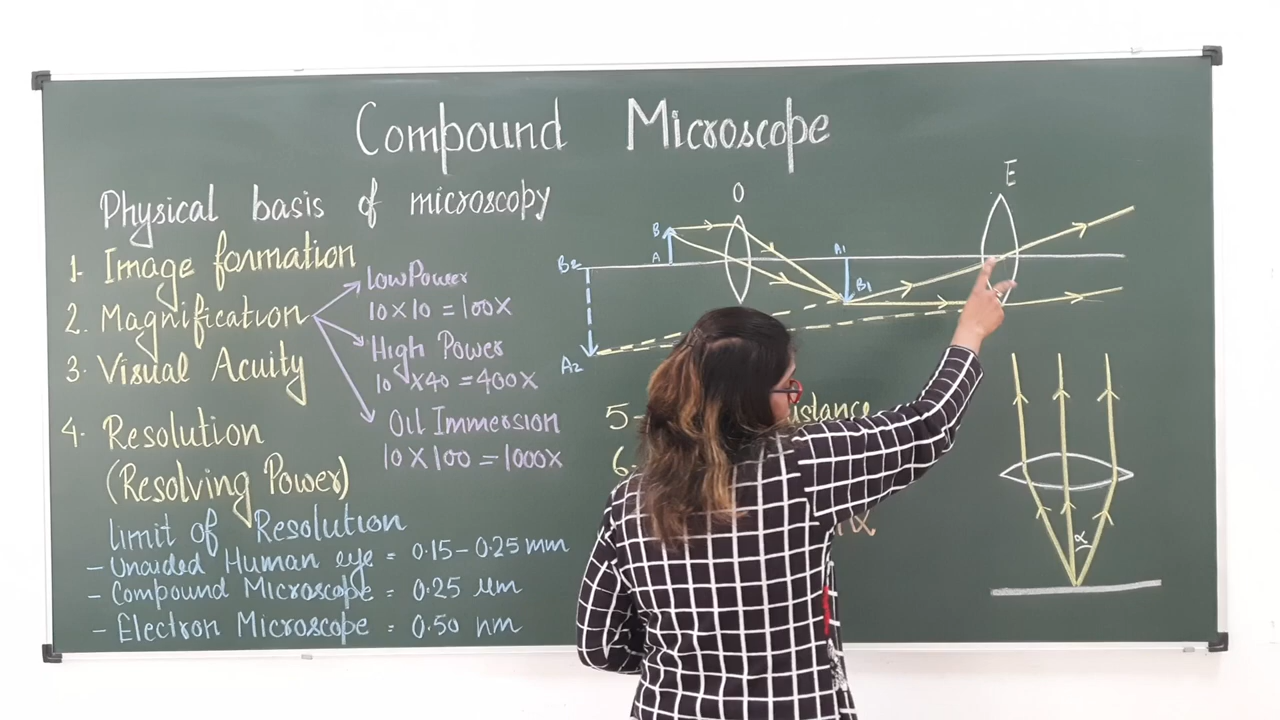 Compound Microscope
Physical basis of microscopy
1. Image formation
2. Magnification
Low Power
10 X 10 = 100X
High Power
10 X 40 = 400X
Oil Immersion
10 X 100 = 1000X
3. Visual Acuity
4. Resolution
(Resolving Power)
limit of Resolution
- Unaided Human eye = 0.15 - 0.25 mm
- Compound Microscope = 0.25 um
- Electron Microscope = 0.50 nm
O
E
B
A
A1
B1
B2
A2
5-
istance
6-
α
α